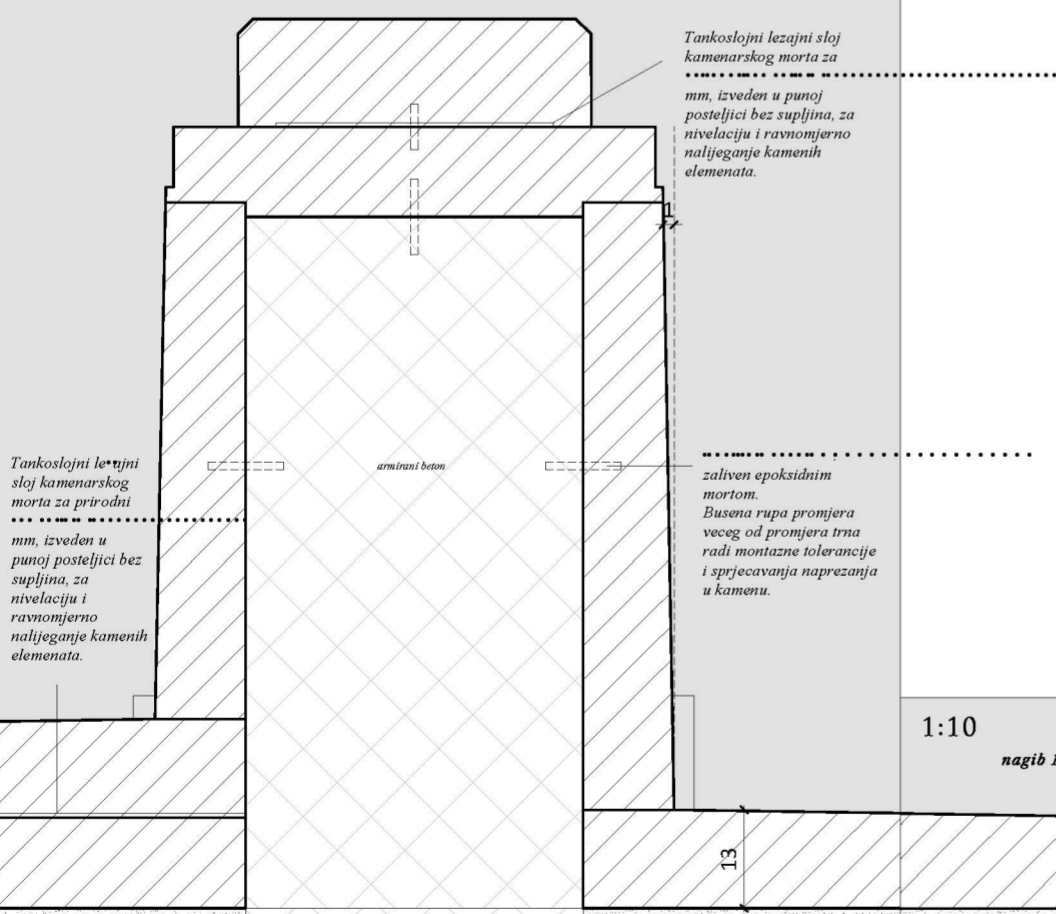 Tankoslojni lezajni sloj
kamenarskog morta za
mm, izveden u punoj
posteljici bez supljina, za
nivelaciju i ravnomjerno
nalijeganje kamenih
elemenata.
1
armirani beton
Tankoslojni
sloj kamenarskog
morta za prirodni
mm, izveden u
punoj posteljici bez
supljina, za
nivelaciju i
ravnomjerno
nalijeganje kamenih
elemenata.
zaliven epoksidnim
mortom.
Busena rupa promjera
veceg od promjera trna
radi montazne tolerancije
i sprjecavanja naprezanja
u kamenu.
1:10
nagib
13